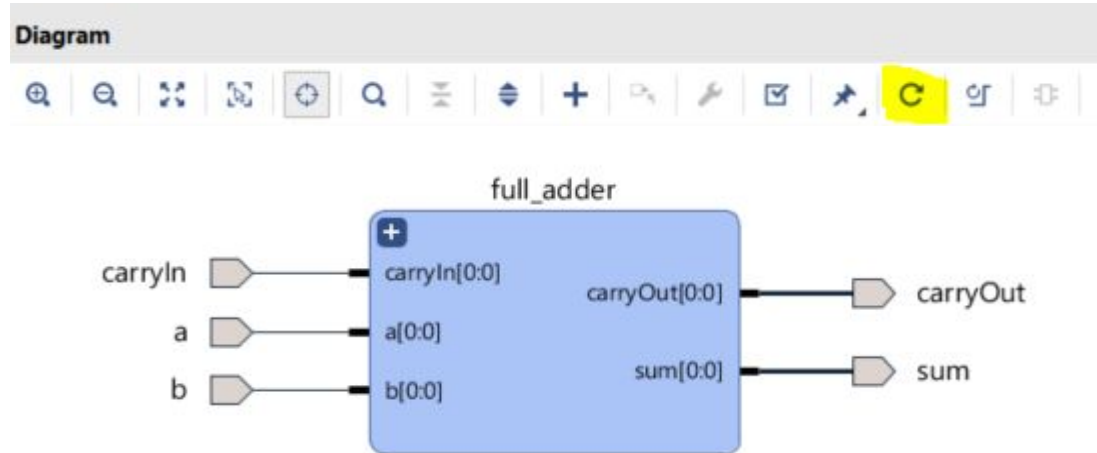 Diagram
full_adder
carryIn
carryIn[0:0]
carryOut[0:0]
carryOut
a
a[0:0]
sum[0:0]
sum
b
b[0:0]